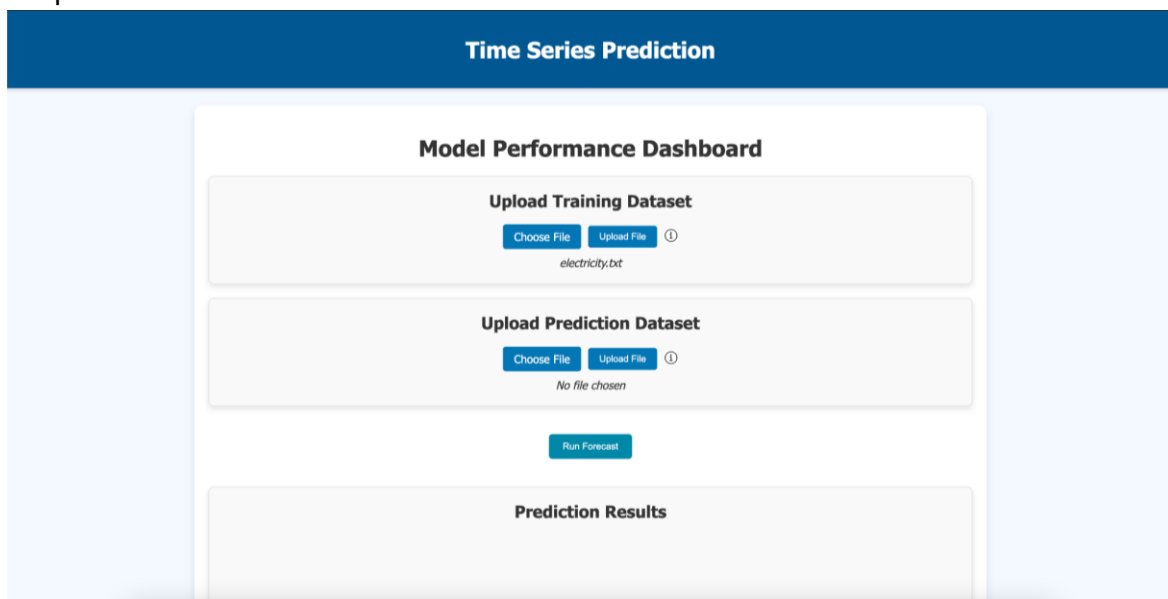 Time Series Prediction
Model Performance Dashboard
Upload Training Dataset
Choose File Upload File ⓘ
electricity.txt
Upload Prediction Dataset
Choose File Upload File ⓘ
No file chosen
Run Forecast
Prediction Results